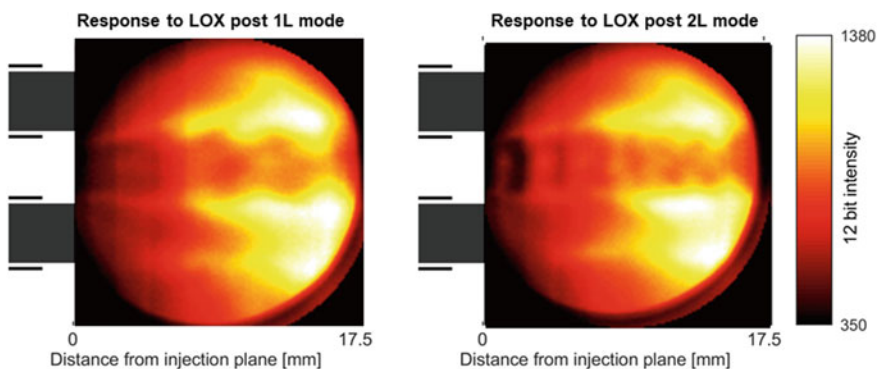 Response to LOX post 1L mode
Response to LOX post 2L mode
1380
12 bit intensity
350
0
17.5
Distance from injection plane [mm]
0
17.5
Distance from injection plane [mm]